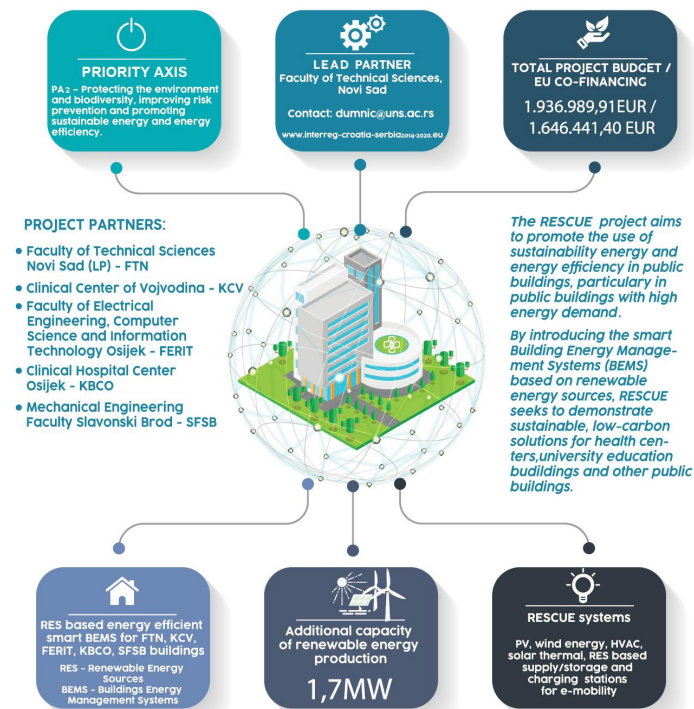 PRIORITY AXIS
PA2 – Protecting the environment
and biodiversity, improving risk
prevention and promoting
sustainable energy and energy
efficiency.
LEAD PARTNER
Faculty of Technical Sciences,
Novi Sad
Contact: dumnic@uns.ac.rs
www.interreg-croatia-serbia2014-2020.eu
TOTAL PROJECT BUDGET /
EU CO-FINANCING
1.936.989,91EUR /
1.646.441,40 EUR
PROJECT PARTNERS:
• Faculty of Technical Sciences
Novi Sad (LP) - FTN
• Clinical Center of Vojvodina - KCV
• Faculty of Electrical
Engineering, Computer
Science and Information
Technology Osijek - FERIT
• Clinical Hospital Center
Osijek - KBCO
• Mechanical Engineering
Faculty Slavonski Brod - SFSB
The RESCUE project aims
to promote the use of
sustainability energy and
energy efficiency in public
buildings, particulary in
public buildings with high
energy demand.
By introducing the smart
Building Energy Manage-
ment Systems (BEMS)
based on renewable
energy sources, RESCUE
seeks to demonstrate
sustainable, low-carbon
solutions for health cen-
ters,university education
budildings and other public
buildings.
RES based energy efficient
smart BEMS for FTN, KCV,
FERIT, KBCO, SFSB buildings
RES - Renewable Energy
Sources
BEMS - Buildings Energy
Management Systems
Additional capacity
of renewable energy
production
1,7MW
RESCUE systems
PV, wind energy, HVAC,
solar thermal, RES based
supply/storage and
charging stations
for e-mobility